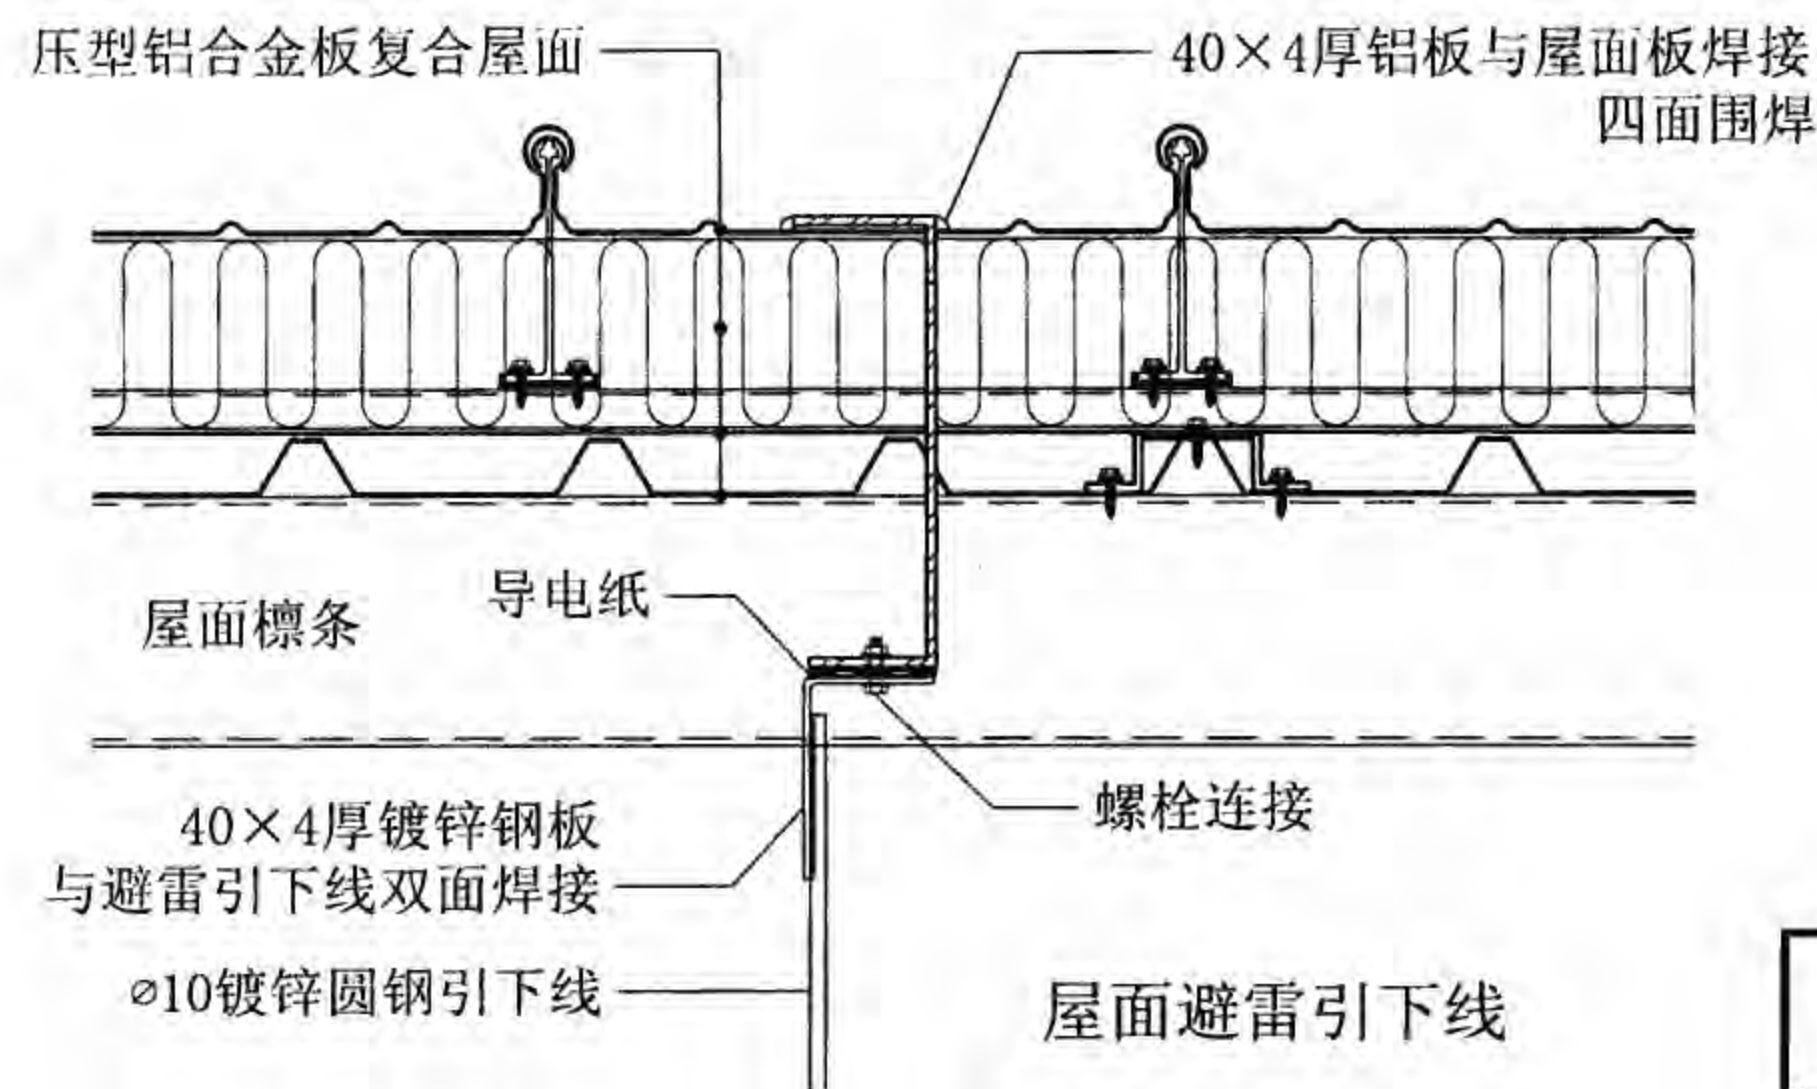 压型铝合金板复合屋面
40×4厚铝板与屋面板焊接
四面围焊
导电纸
屋面檩条
螺栓连接
40×4厚镀锌钢板
与避雷引下线双面焊接
⌀10镀锌圆钢引下线
屋面避雷引下线